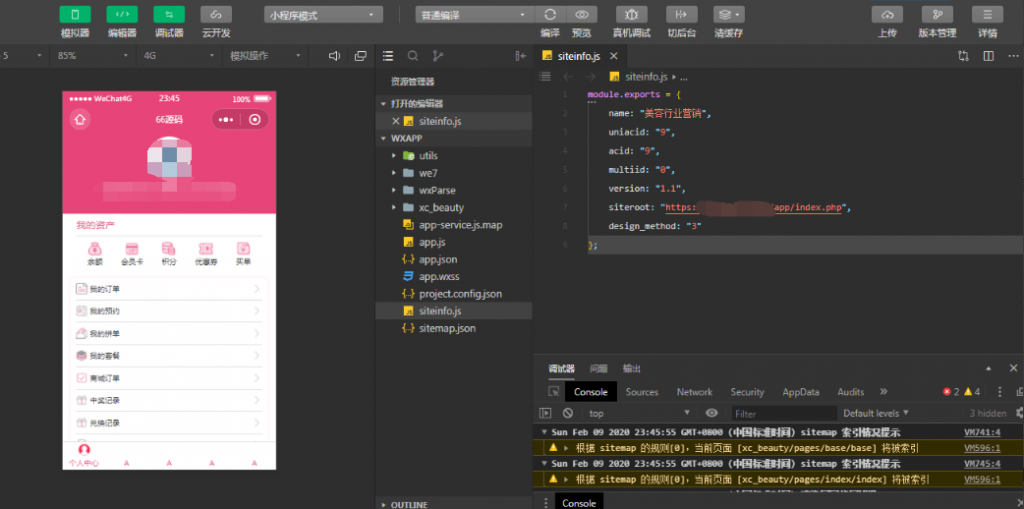 模拟器 编辑器 调试器 云开发 小程序模式 普通编译 编译 预览 真机调试 切后台 清缓存 上传 版本管理 详情
5 85% 4G 模拟操作
siteinfo.js
WeChat4G 23:45 100%
66源码
我的资产
余额 会员卡 积分 优惠券 买单
我的订单
我的预约
我的拼单
我的套餐
商城订单
中奖记录
兑换记录
个人中心 A A A A
资源管理器
打开的编辑器
siteinfo.js
WXAPP
utils
we7
wxParse
xc_beauty
app-service.js.map
app.js
app.json
app.wxss
project.config.json
siteinfo.js
sitemap.json
OUTLINE
siteinfo.js > ...
1 module.exports = {
2 name: "美容行业营销",
3 uniacid: "9",
4 acid: "9",
5 multiid: "0",
6 version: "1.1",
7 siteroot: "https: /app/index.php",
8 design_method: "3"
9 };
调试器 问题 输出
Console Sources Network Security AppData Audits » 2 4
top Filter Default levels 3 hidden
Sun Feb 09 2020 23:45:55 GMT+0800 (中国标准时间) sitemap 索引情况提示 VM741:4
根据 sitemap 的规则[0]，当前页面 [xc_beauty/pages/base/base] 将被索引 VM596:1
Sun Feb 09 2020 23:45:55 GMT+0800 (中国标准时间) sitemap 索引情况提示 VM745:4
根据 sitemap 的规则[0]，当前页面 [xc_beauty/pages/index/index] 将被索引 VM596:1
Console